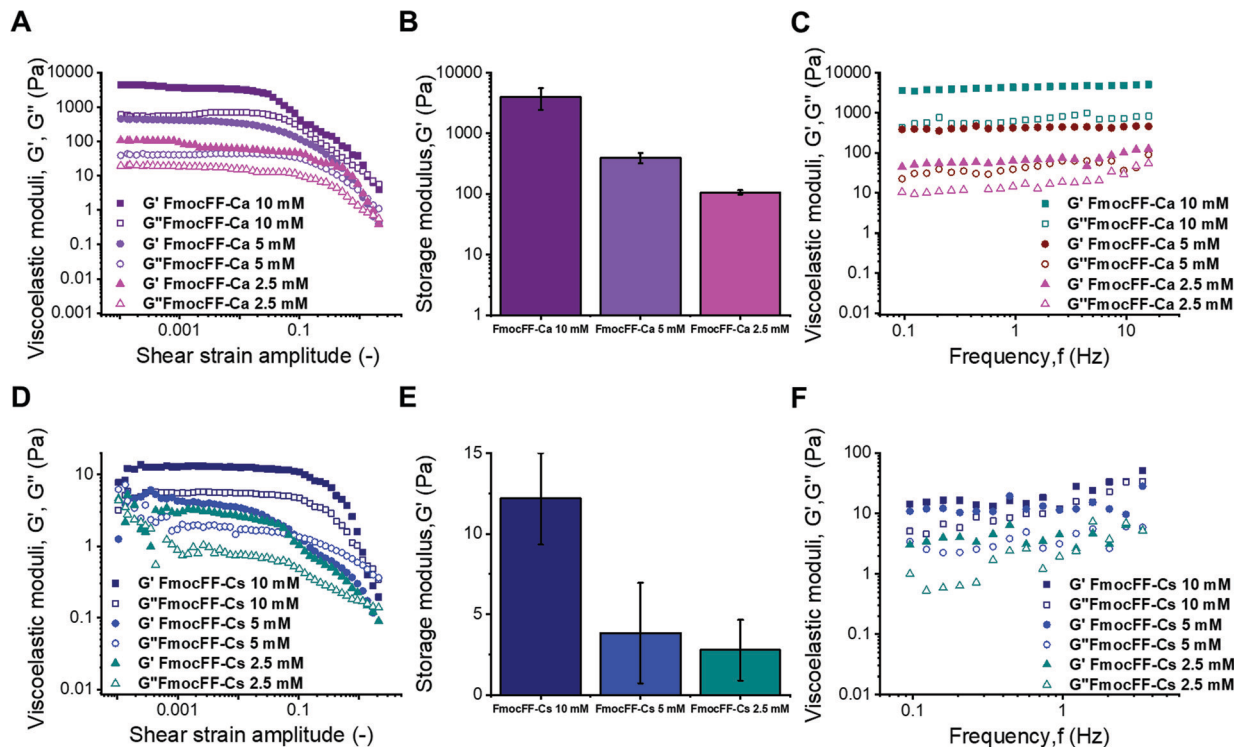 A
Viscoelastic moduli, G', G'' (Pa)
10000
1000
100
10
1
0.1
0.01
0.001
G' FmocFF-Ca 10 mM
G''FmocFF-Ca 10 mM
G' FmocFF-Ca 5 mM
G''FmocFF-Ca 5 mM
G' FmocFF-Ca 2.5 mM
G''FmocFF-Ca 2.5 mM
0.001 0.1
Shear strain amplitude (-)
B
Storage modulus,G' (Pa)
10000
1000
100
10
1
FmocFF-Ca 10 mM FmocFF-Ca 5 mM FmocFF-Ca 2.5 mM
C
Viscoelastic moduli, G',G'' (Pa)
10000
1000
100
10
1
0.1
0.01
G' FmocFF-Ca 10 mM
G''FmocFF-Ca 10 mM
G' FmocFF-Ca 5 mM
G''FmocFF-Ca 5 mM
G' FmocFF-Ca 2.5 mM
G''FmocFF-Ca 2.5 mM
0.1 1 10
Frequency,f (Hz)
D
Viscoelastic moduli, G', G'' (Pa)
10
1
0.1
0.01
G' FmocFF-Cs 10 mM
G''FmocFF-Cs 10 mM
G' FmocFF-Cs 5 mM
G''FmocFF-Cs 5 mM
G' FmocFF-Cs 2.5 mM
G''FmocFF-Cs 2.5 mM
0.001 0.1
Shear strain amplitude (-)
E
Storage modulus,G' (Pa)
15
10
5
0
FmocFF-Cs 10 mM FmocFF-Cs 5 mM FmocFF-Cs 2.5 mM
F
Viscoelastic moduli, G',G'' (Pa)
100
10
1
0.1
0.01
G' FmocFF-Cs 10 mM
G''FmocFF-Cs 10 mM
G' FmocFF-Cs 5 mM
G''FmocFF-Cs 5 mM
G' FmocFF-Cs 2.5 mM
G''FmocFF-Cs 2.5 mM
0.1 1
Frequency,f (Hz)